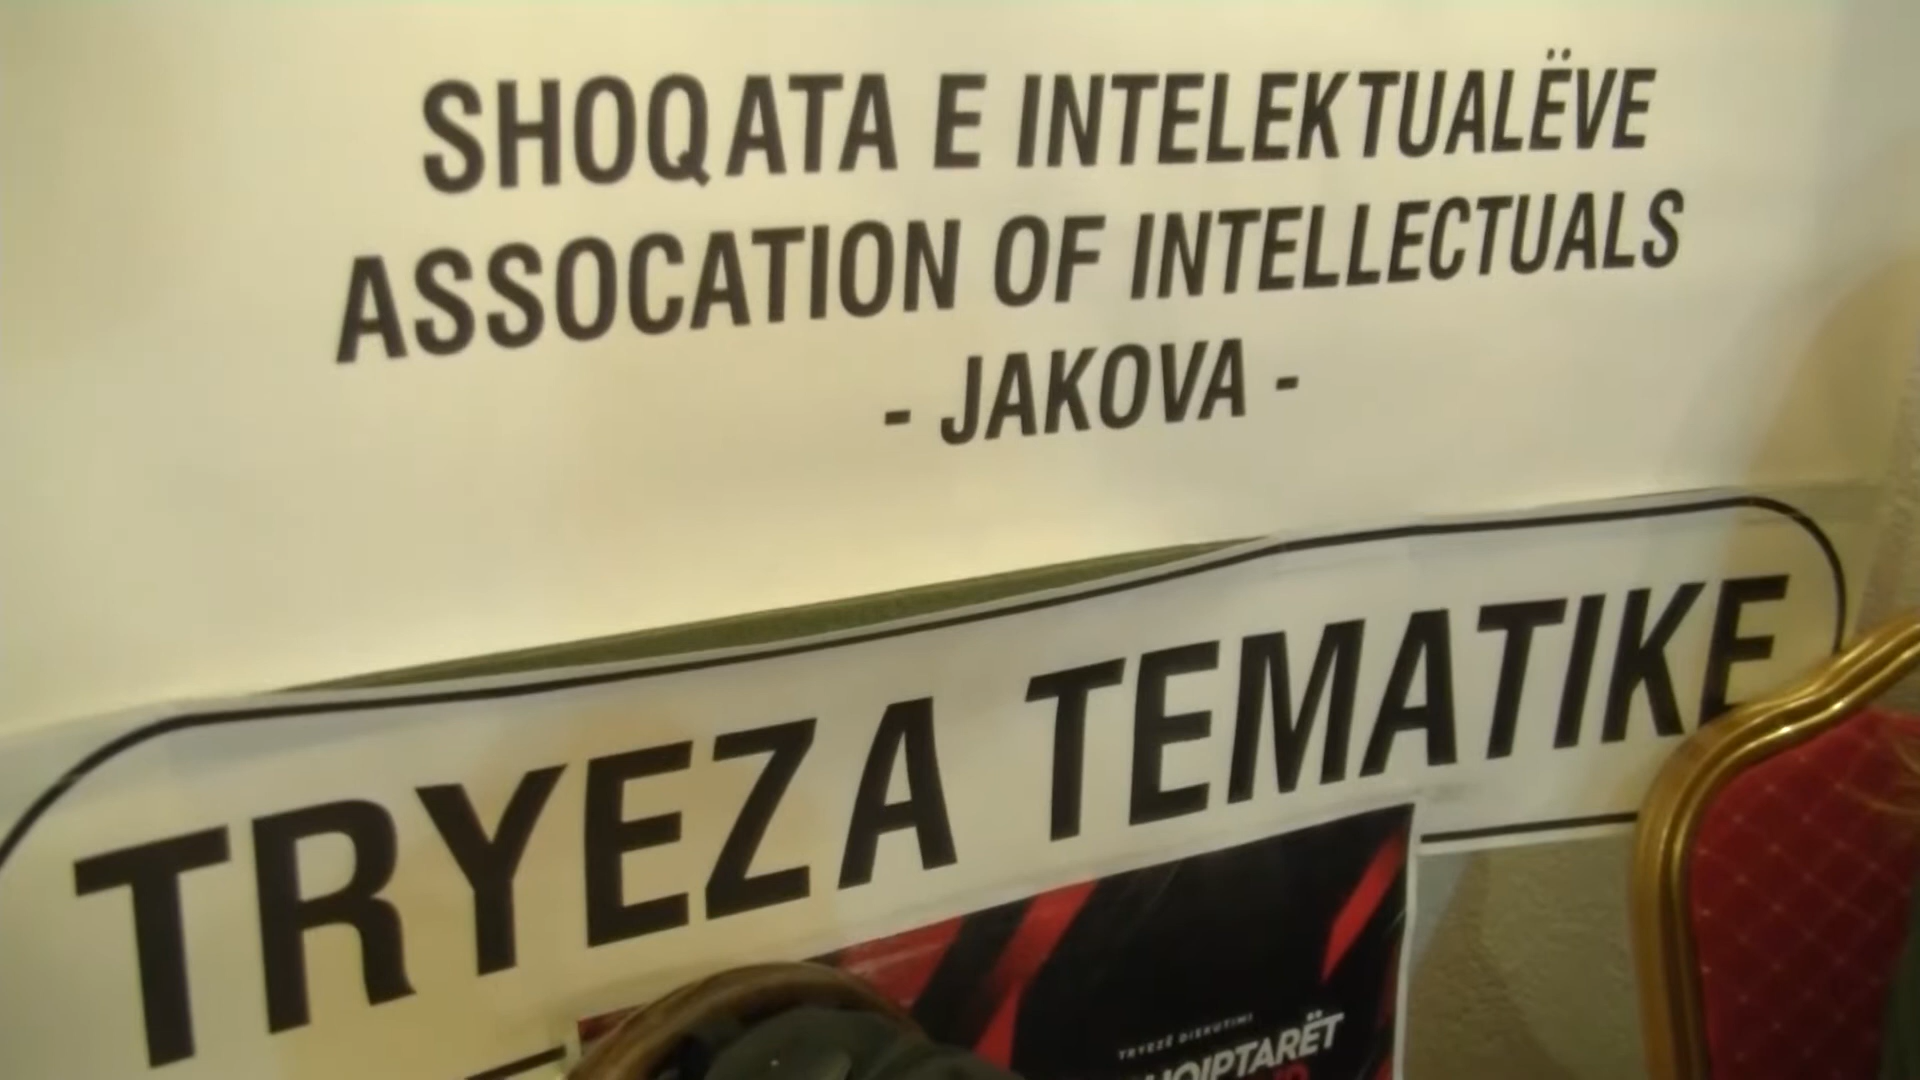 SHOQATA E INTELEKTUALËVE
ASSOCATION OF INTELLECTUALS
- JAKOVA -
TRYEZA TEMATIKE
TRYEZË DISKUTIMI